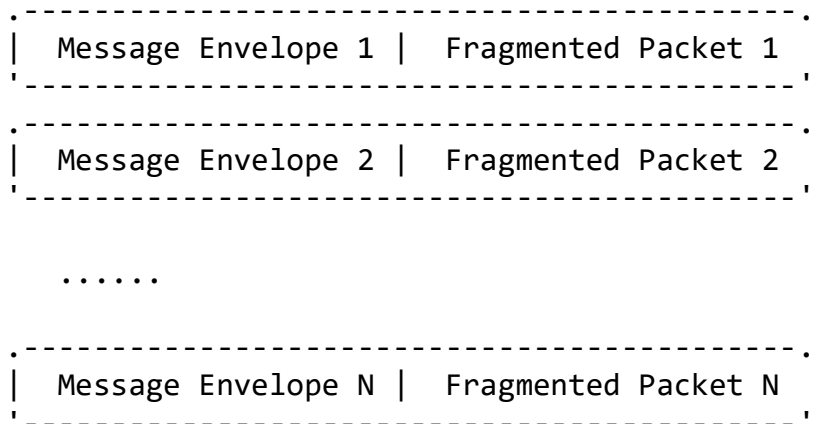 .--------------------------------------------.
| Message Envelope 1 | Fragmented Packet 1
'--------------------------------------------'
.--------------------------------------------.
| Message Envelope 2 | Fragmented Packet 2
'--------------------------------------------'
......
.--------------------------------------------.
| Message Envelope N | Fragmented Packet N
'--------------------------------------------'